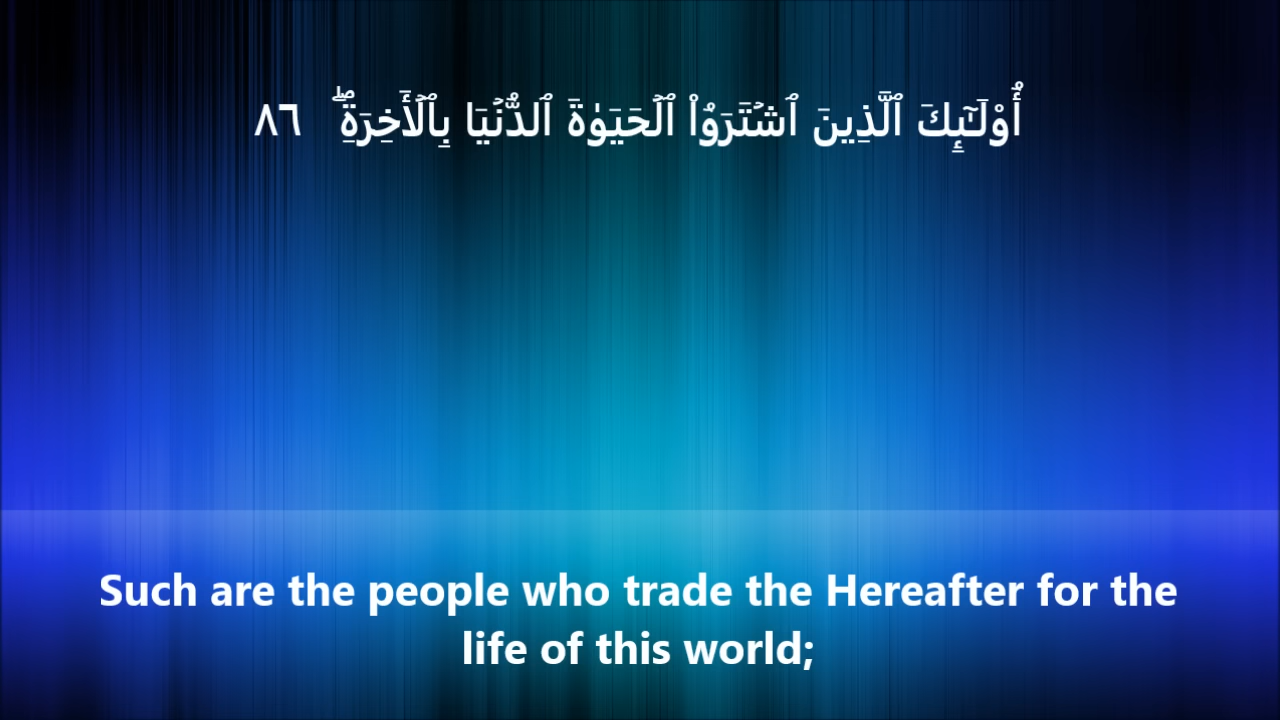 أُوْلَـٰٓئِكَ ٱلَّذِينَ ٱشۡتَرَوُاْ ٱلۡحَيَوٰةَ ٱلدُّنۡيَا بِٱلۡأَخِرَةِۖ ٨٦
Such are the people who trade the Hereafter for the
life of this world;